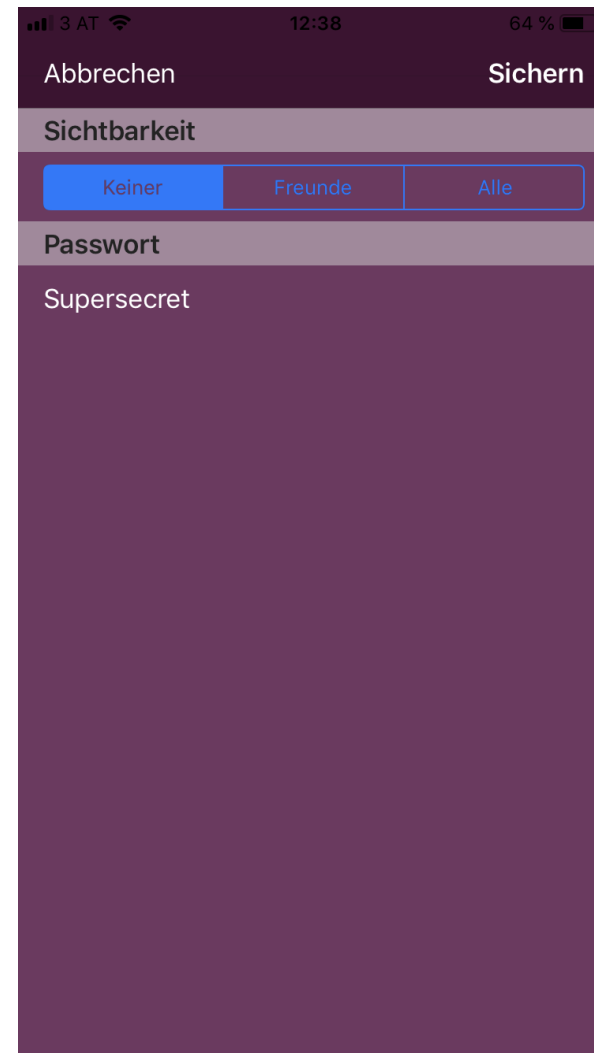 3 AT 12:38 64 %
Abbrechen Sichern
Sichtbarkeit
Keiner Freunde Alle
Passwort
Supersecret